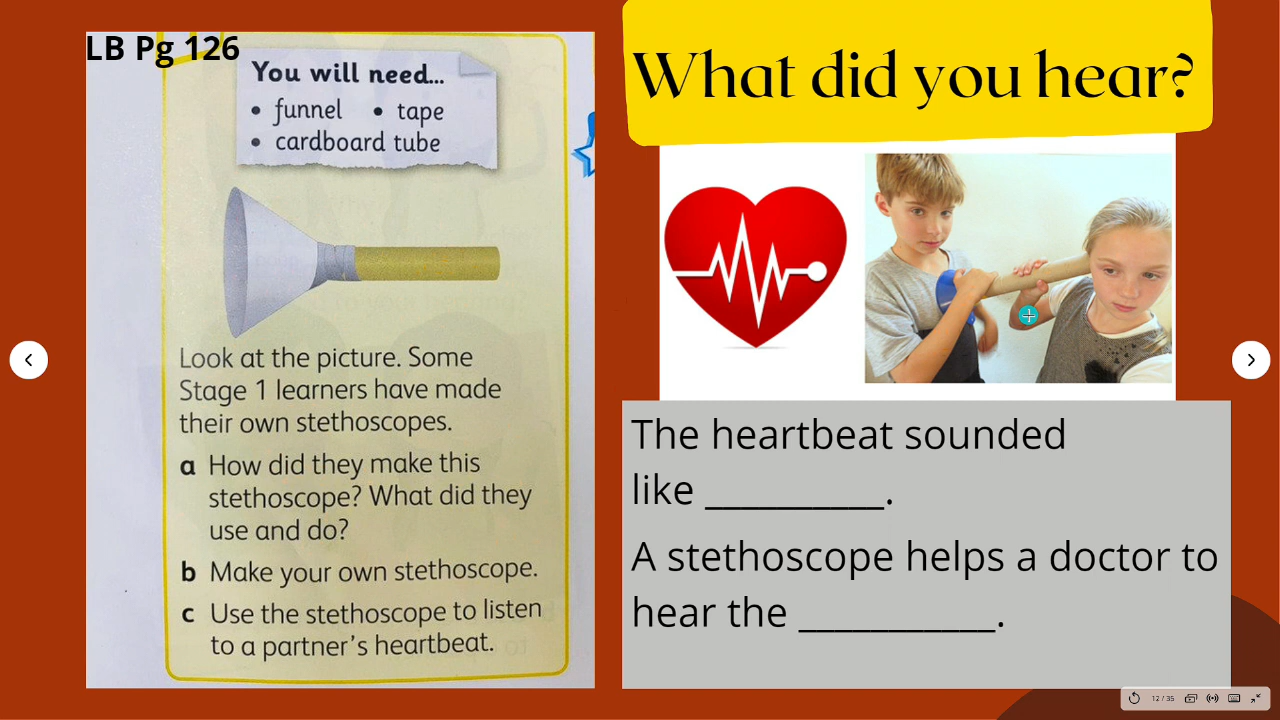 LB Pg 126
You will need...
• funnel • tape
• cardboard tube
Look at the picture. Some
Stage 1 learners have made
their own stethoscopes.
a How did they make this
stethoscope? What did they
use and do?
b Make your own stethoscope.
c Use the stethoscope to listen
to a partner's heartbeat.
What did you hear?
The heartbeat sounded
like __________.
A stethoscope helps a doctor to
hear the ___________.
12 / 35